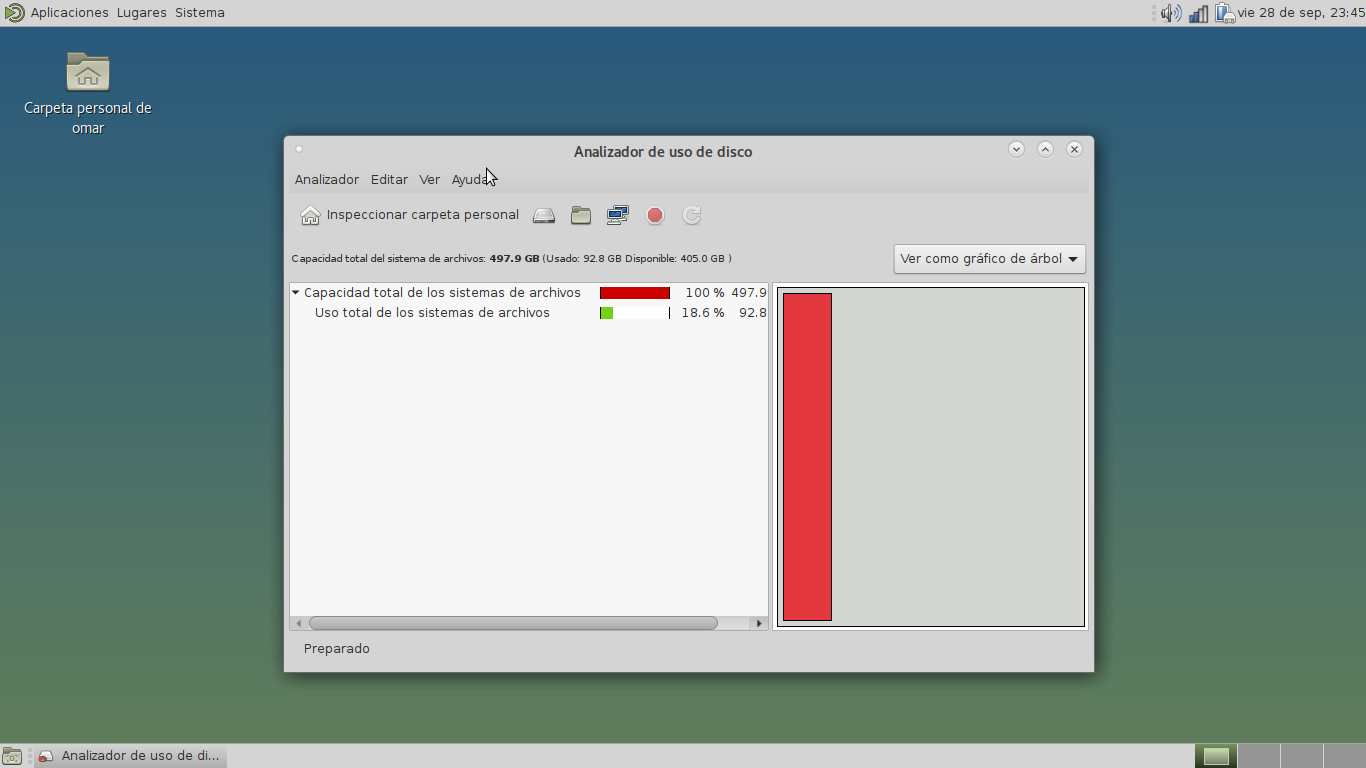 Aplicaciones Lugares Sistema
vie 28 de sep, 23:45
Carpeta personal de
omar
Analizador de uso de disco
Analizador Editar Ver Ayuda
Inspeccionar carpeta personal
Capacidad total del sistema de archivos: 497.9 GB (Usado: 92.8 GB Disponible: 405.0 GB )
Ver como gráfico de árbol
Capacidad total de los sistemas de archivos 100 % 497.9
Uso total de los sistemas de archivos 18.6 % 92.8
Preparado
Analizador de uso de di...